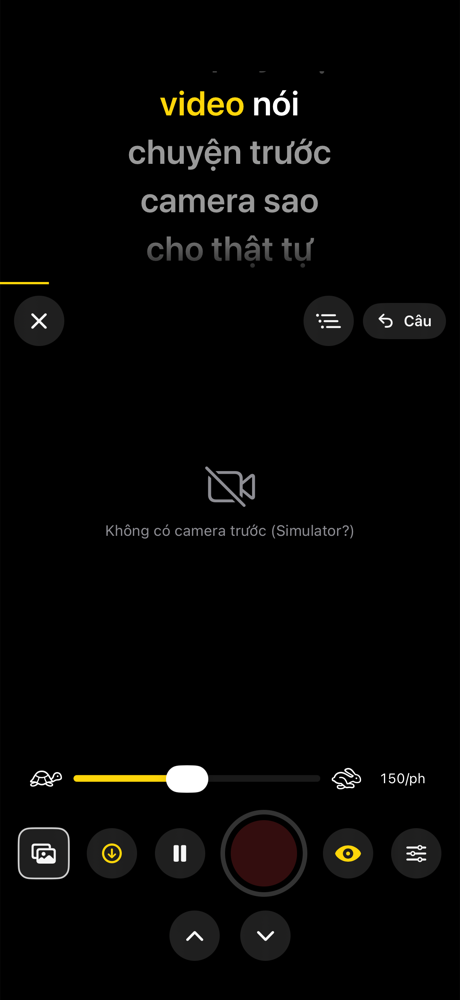 video nói
chuyện trước
camera sao
cho thật tự
Câu
Không có camera trước (Simulator?)
150/ph